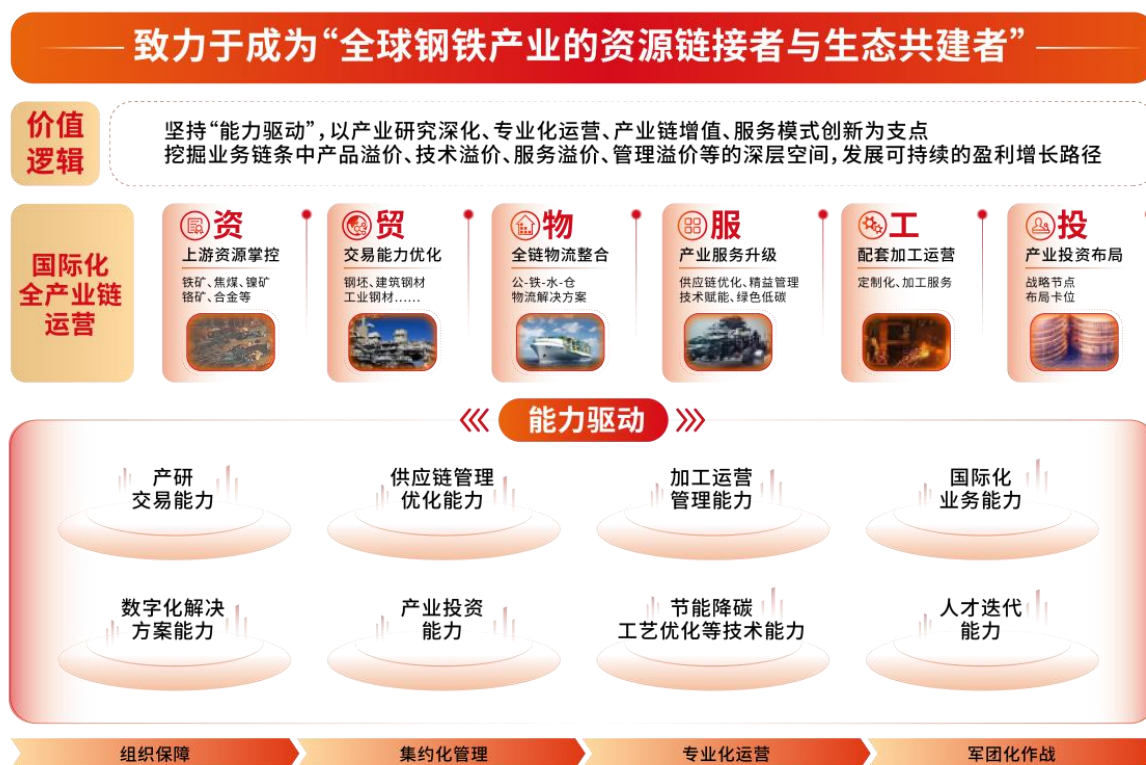 致力于成为“全球钢铁产业的资源链接者与生态共建者”
价值
逻辑
坚持“能力驱动”，以产业研究深化、专业化运营、产业链增值、服务模式创新为支点
挖掘业务链条中产品溢价、技术溢价、服务溢价、管理溢价等的深层空间，发展可持续的盈利增长路径
国际化
全产业链
运营
资
上游资源掌控
铁矿、焦煤、镍矿
铬矿、合金等
贸
交易能力优化
钢坯、建筑钢材
工业钢材……
物
全链物流整合
公-铁-水-仓
物流解决方案
服
产业服务升级
供应链优化、精益管理
技术赋能、绿色低碳
工
配套加工运营
定制化、加工服务
投
产业投资布局
战略节点
布局卡位
能力驱动
产研
交易能力
供应链管理
优化能力
加工运营
管理能力
国际化
业务能力
数字化解决
方案能力
产业投资
能力
节能降碳
工艺优化等技术能力
人才迭代
能力
组织保障
集约化管理
专业化运营
军团化作战